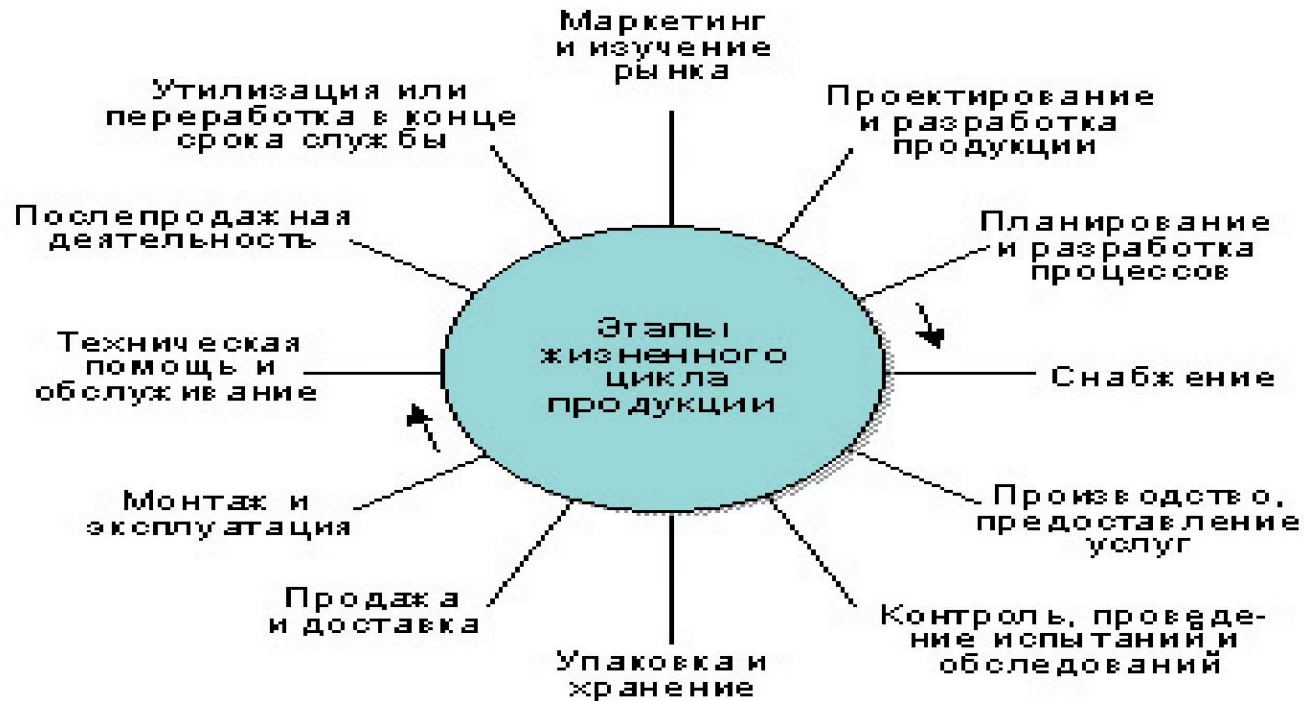 Маркетинг
и изучение
рынка
Проектирование
и разработка
продукции
Планирование
и разработка
процессов
Снабжение
Производство,
предоставление
услуг
Контроль, проведе-
ние испытаний и
обследований
Упаковка и
хранение
Продажа
и доставка
Монтаж и
эксплуатация
Техническая
помощь и
обслуживание
Послепродажная
деятельность
Утилизация или
переработка в конце
срока службы
Этапы
жизненного
цикла
продукции